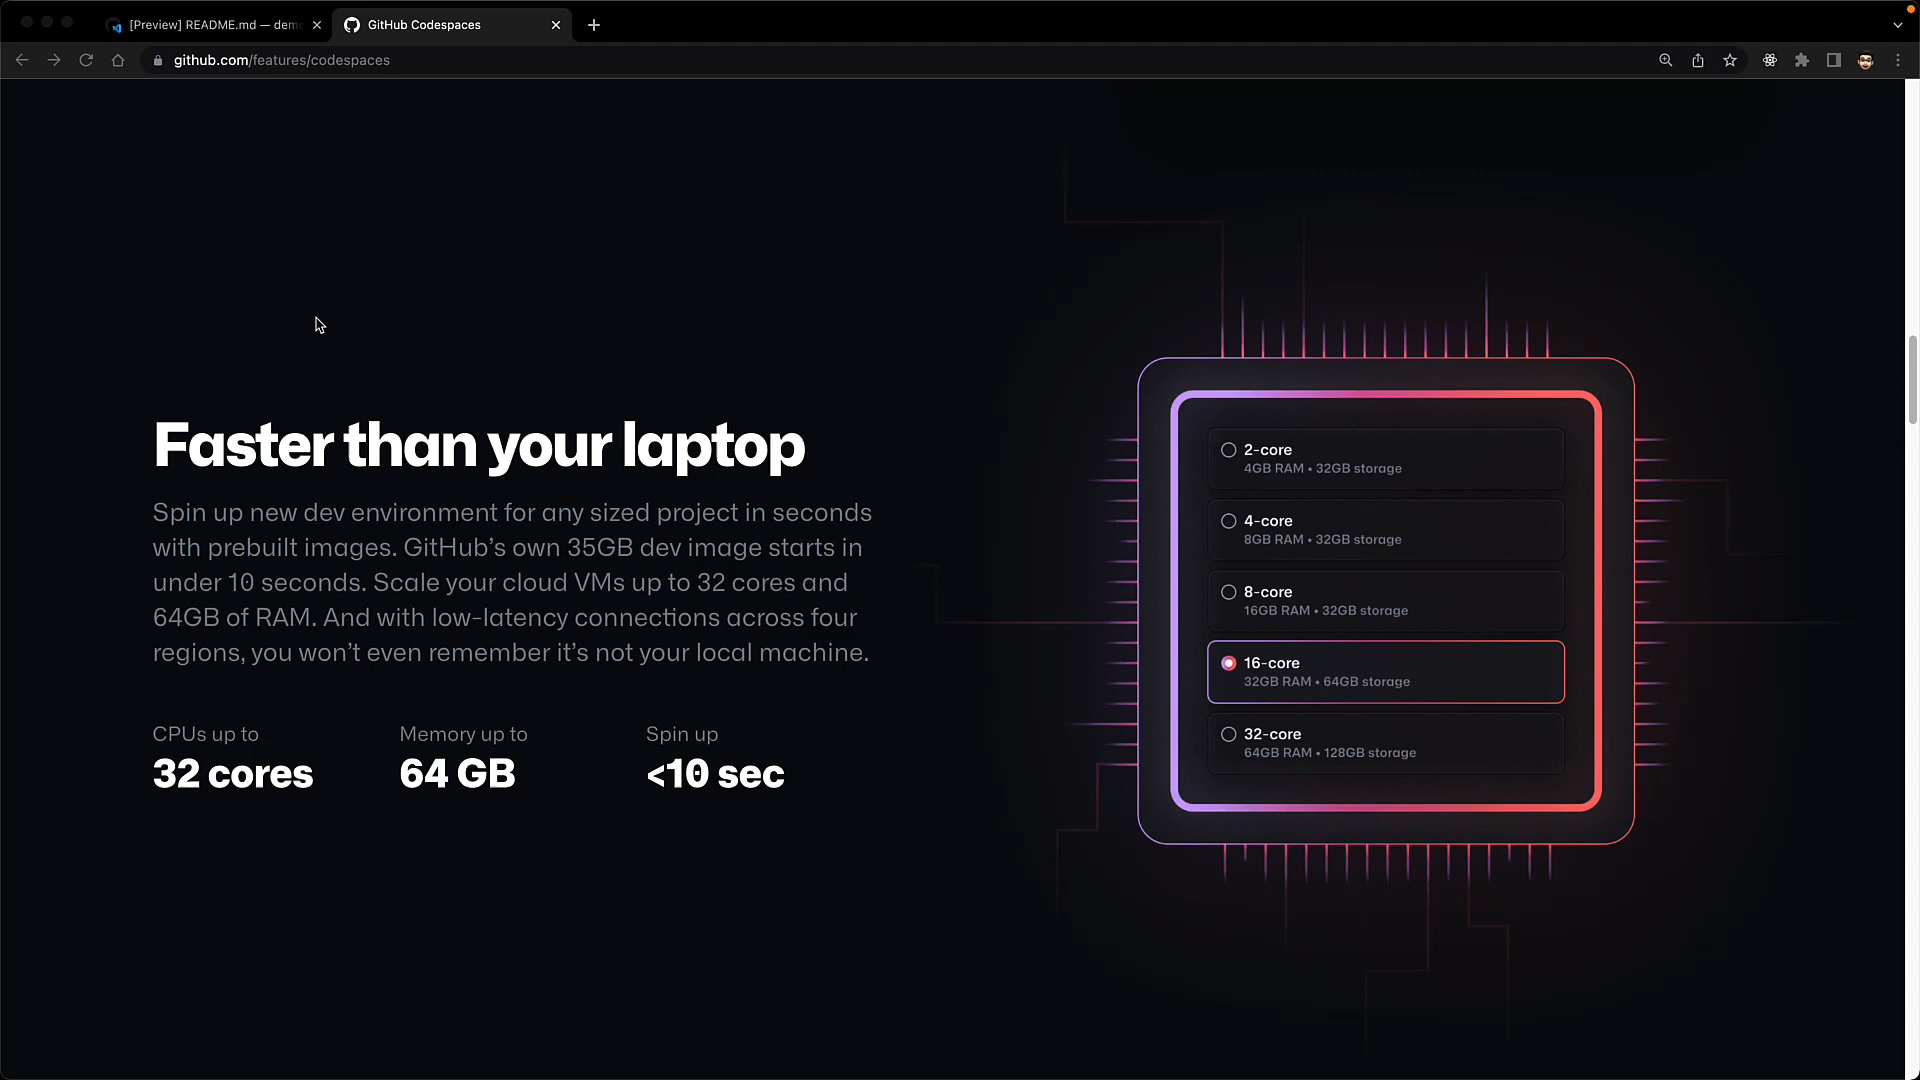 [Preview] README.md — dem
GitHub Codespaces
github.com/features/codespaces
Faster than your laptop
Spin up new dev environment for any sized project in seconds
with prebuilt images. GitHub’s own 35GB dev image starts in
under 10 seconds. Scale your cloud VMs up to 32 cores and
64GB of RAM. And with low-latency connections across four
regions, you won’t even remember it’s not your local machine.
CPUs up to
32 cores
Memory up to
64 GB
Spin up
<10 sec
2-core
4GB RAM • 32GB storage
4-core
8GB RAM • 32GB storage
8-core
16GB RAM • 32GB storage
16-core
32GB RAM • 64GB storage
32-core
64GB RAM • 128GB storage